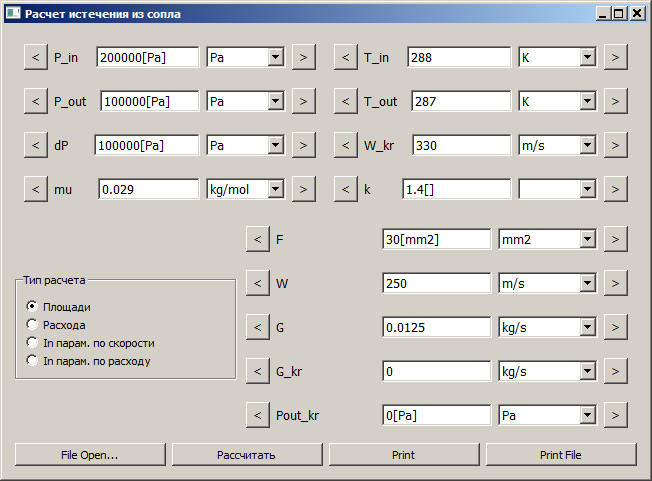 Расчет истечения из сопла
< P_in 200000[Pa] Pa > < T_in 288 K >
< P_out 100000[Pa] Pa > < T_out 287 K >
< dP 100000[Pa] Pa > < W_kr 330 m/s >
< mu 0.029 kg/mol > < k 1.4[] >
< F 30[mm2] mm2 >
< W 250 m/s >
< G 0.0125 kg/s >
< G_kr 0 kg/s >
< Pout_kr 0[Pa] Pa >
Тип расчета
Площади
Расхода
In парам. по скорости
In парам. по расходу
File Open... Рассчитать Print Print File